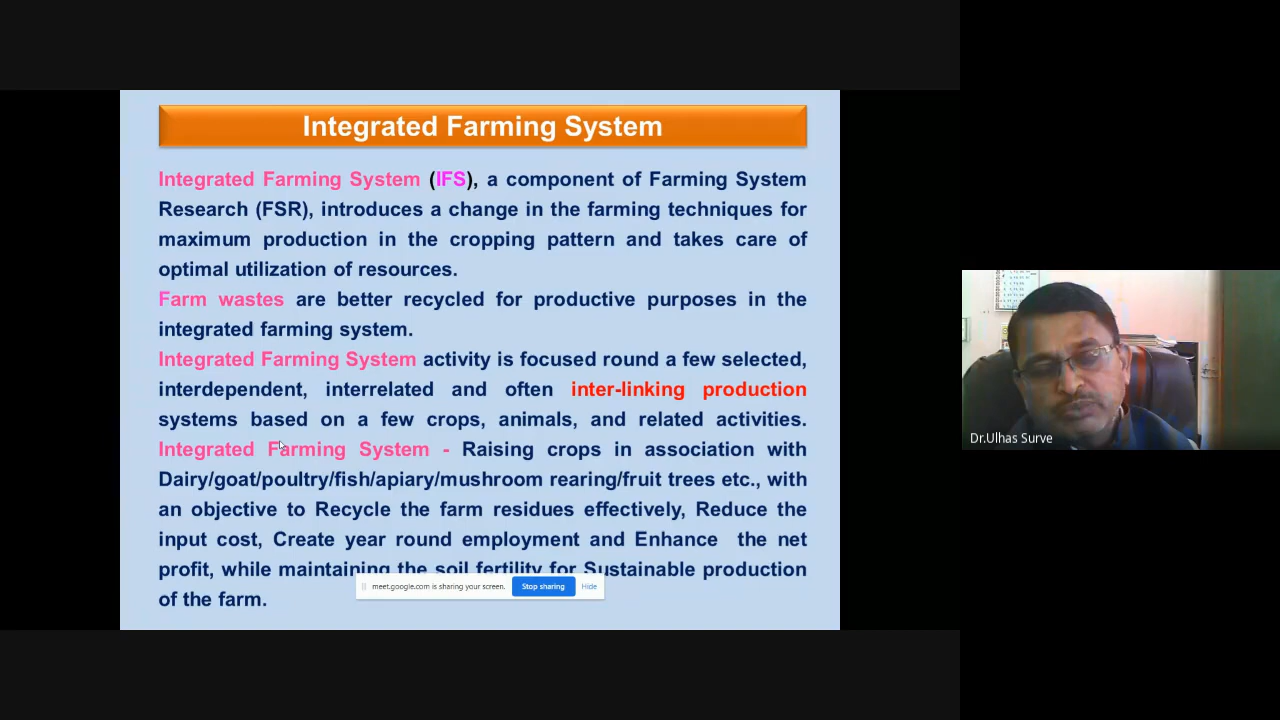 Integrated Farming System
Integrated Farming System (IFS), a component of Farming System
Research (FSR), introduces a change in the farming techniques for
maximum production in the cropping pattern and takes care of
optimal utilization of resources.
Farm wastes are better recycled for productive purposes in the
integrated farming system.
Integrated Farming System activity is focused round a few selected,
interdependent, interrelated and often inter-linking production
systems based on a few crops, animals, and related activities.
Integrated Farming System - Raising crops in association with
Dairy/goat/poultry/fish/apiary/mushroom rearing/fruit trees etc., with
an objective to Recycle the farm residues effectively, Reduce the
input cost, Create year round employment and Enhance the net
profit, while maintaining the soil fertility for Sustainable production
of the farm.
meet.google.com is sharing your screen. Stop sharing Hide
Dr.Ulhas Surve